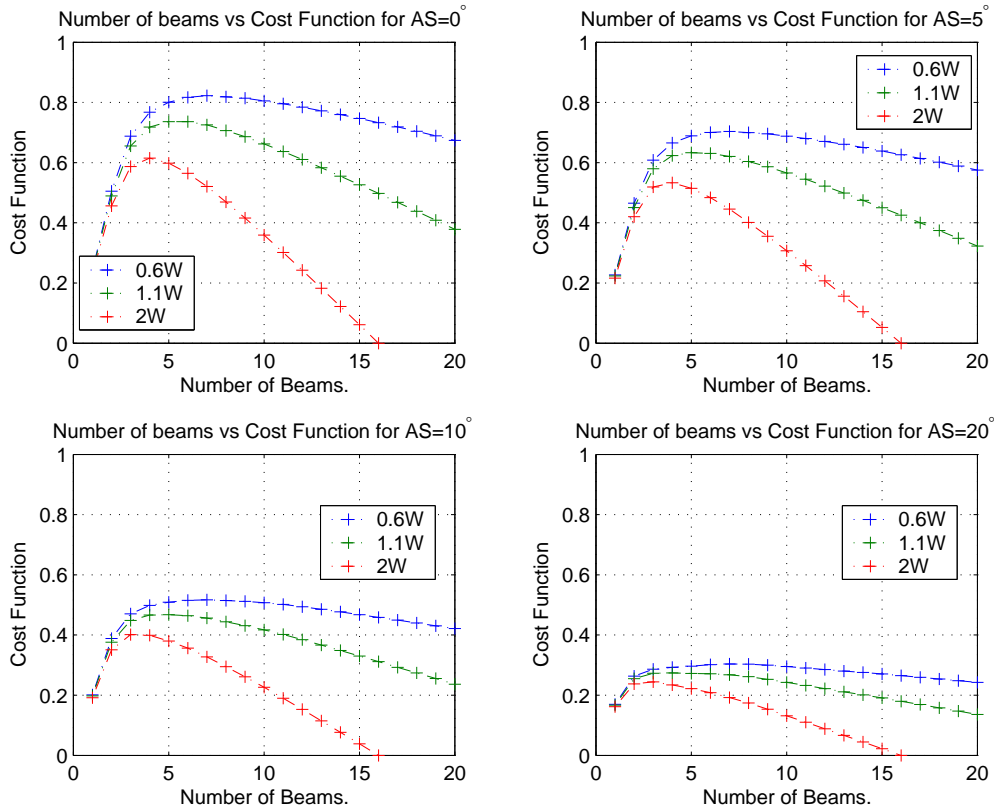 Number of beams vs Cost Function for AS=0°
1
0.8
0.6
0.4
0.2
0
Cost Function
0.6W
1.1W
2W
0 5 10 15 20
Number of Beams.
Number of beams vs Cost Function for AS=5°
1
0.8
0.6
0.4
0.2
0
Cost Function
0.6W
1.1W
2W
0 5 10 15 20
Number of Beams.
Number of beams vs Cost Function for AS=10°
1
0.8
0.6
0.4
0.2
0
Cost Function
0.6W
1.1W
2W
0 5 10 15 20
Number of Beams.
Number of beams vs Cost Function for AS=20°
1
0.8
0.6
0.4
0.2
0
Cost Function
0.6W
1.1W
2W
0 5 10 15 20
Number of Beams.